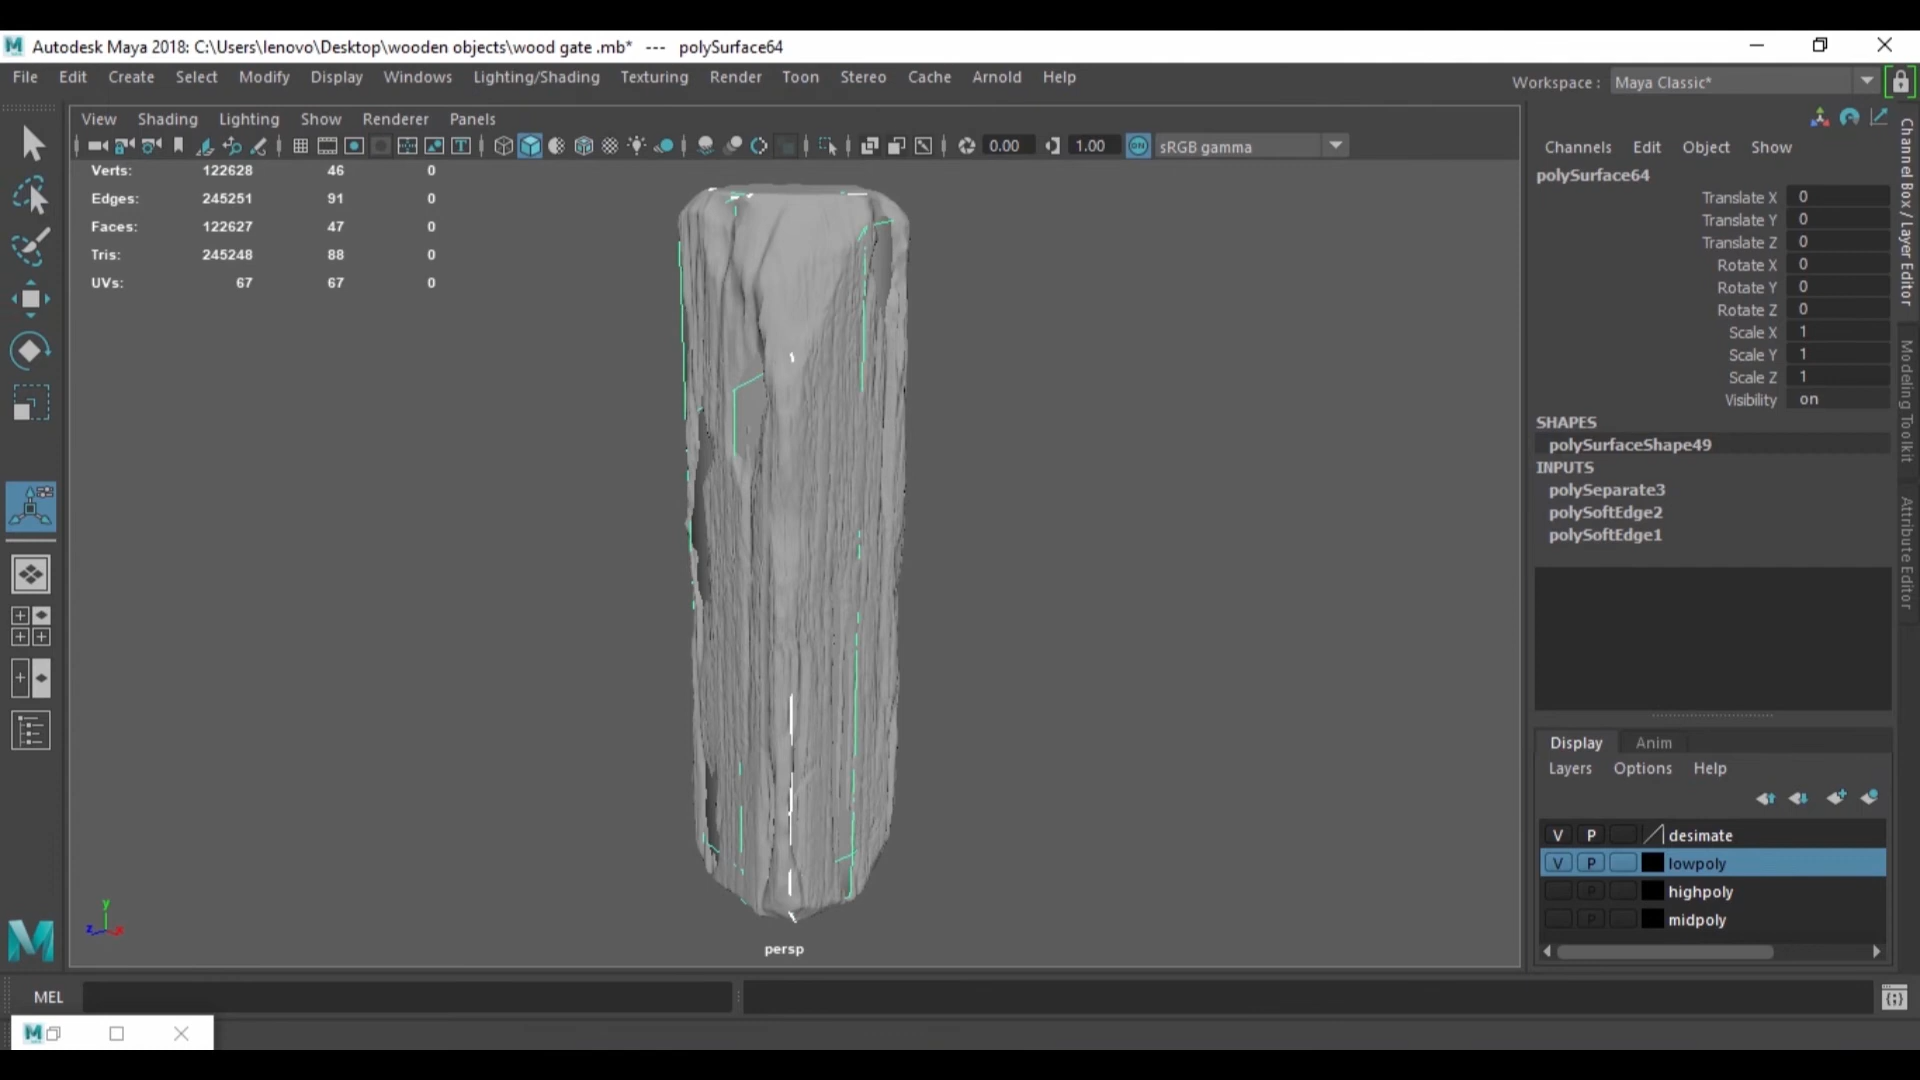 Autodesk Maya 2018: C:\Users\lenovo\Desktop\wooden objects\wood gate .mb* --- polySurface64
File Edit Create Select Modify Display Windows Lighting/Shading Texturing Render Toon Stereo Cache Arnold Help
Workspace : Maya Classic*
View Shading Lighting Show Renderer Panels
0.00 1.00 ON sRGB gamma
Verts: 122628 46 0
Edges: 245251 91 0
Faces: 122627 47 0
Tris: 245248 88 0
UVs: 67 67 0
y
z x
persp
Channels Edit Object Show
polySurface64
Translate X 0
Translate Y 0
Translate Z 0
Rotate X 0
Rotate Y 0
Rotate Z 0
Scale X 1
Scale Y 1
Scale Z 1
Visibility on
SHAPES
polySurfaceShape49
INPUTS
polySeparate3
polySoftEdge2
polySoftEdge1
Display Anim
Layers Options Help
V P desimate
V P lowpoly
P highpoly
P midpoly
Channel Box / Layer Editor
Modeling Toolkit
Attribute Editor
MEL